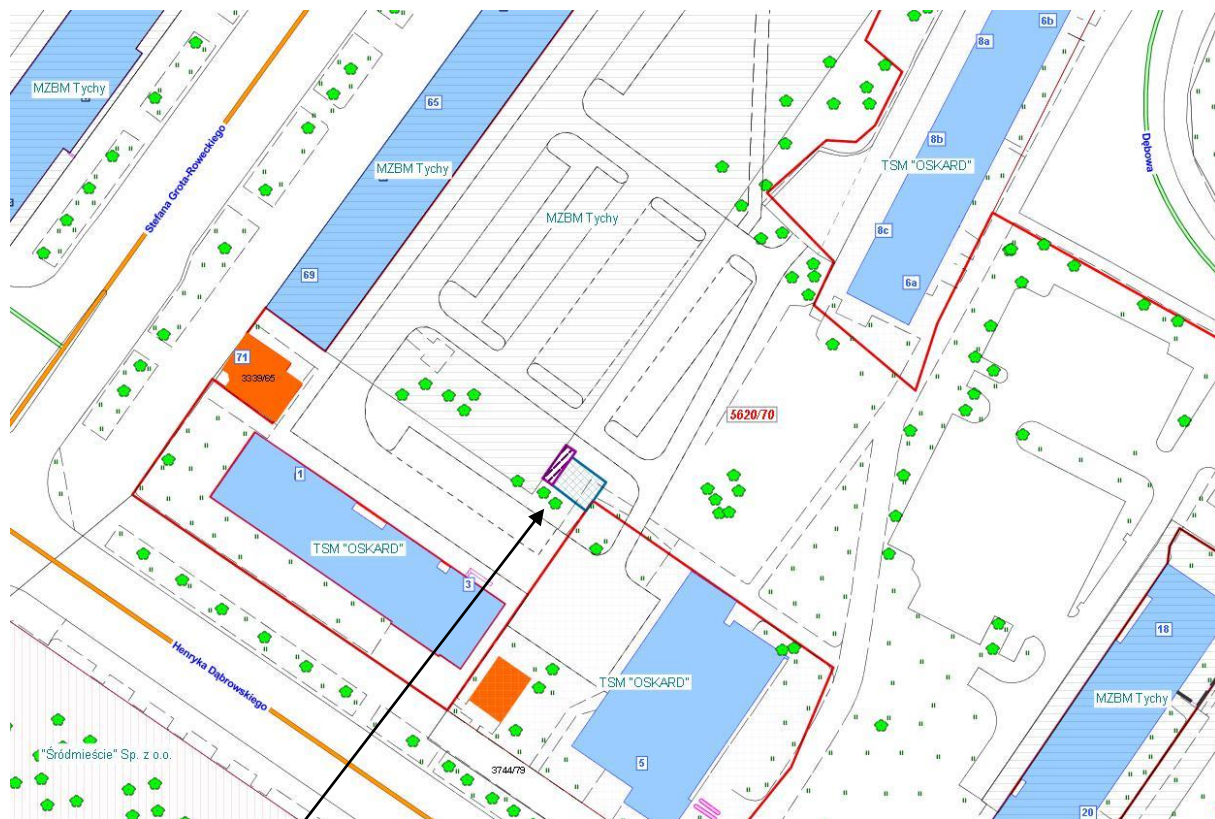 6b
8a
65
MZBM Tychy
8b
Dębowa
TSM "OSKARD"
MZBM Tychy
Stefana Grota-Roweckiego
MZBM Tychy
8c
69
6a
71
3339/65
5620/70
1
TSM "OSKARD"
3
18
Henryka Dąbrowskiego
TSM "OSKARD"
MZBM Tychy
"Śródmieście" Sp. z o.o.
5
3744/79
20